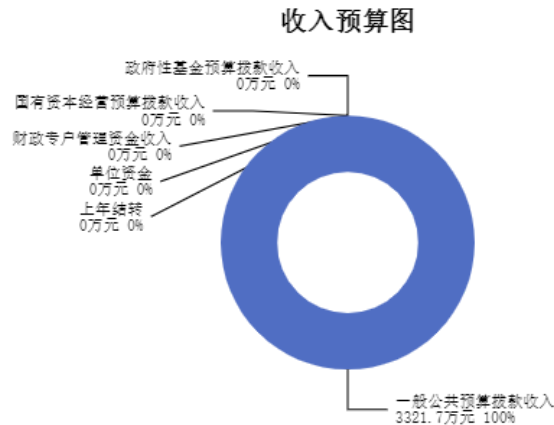 收入预算图
政府性基金预算拨款收入
0万元 0%
国有资本经营预算拨款收入
0万元 0%
财政专户管理资金收入
0万元 0%
单位资金
0万元 0%
上年结转
0万元 0%
一般公共预算拨款收入
3321.7万元 100%